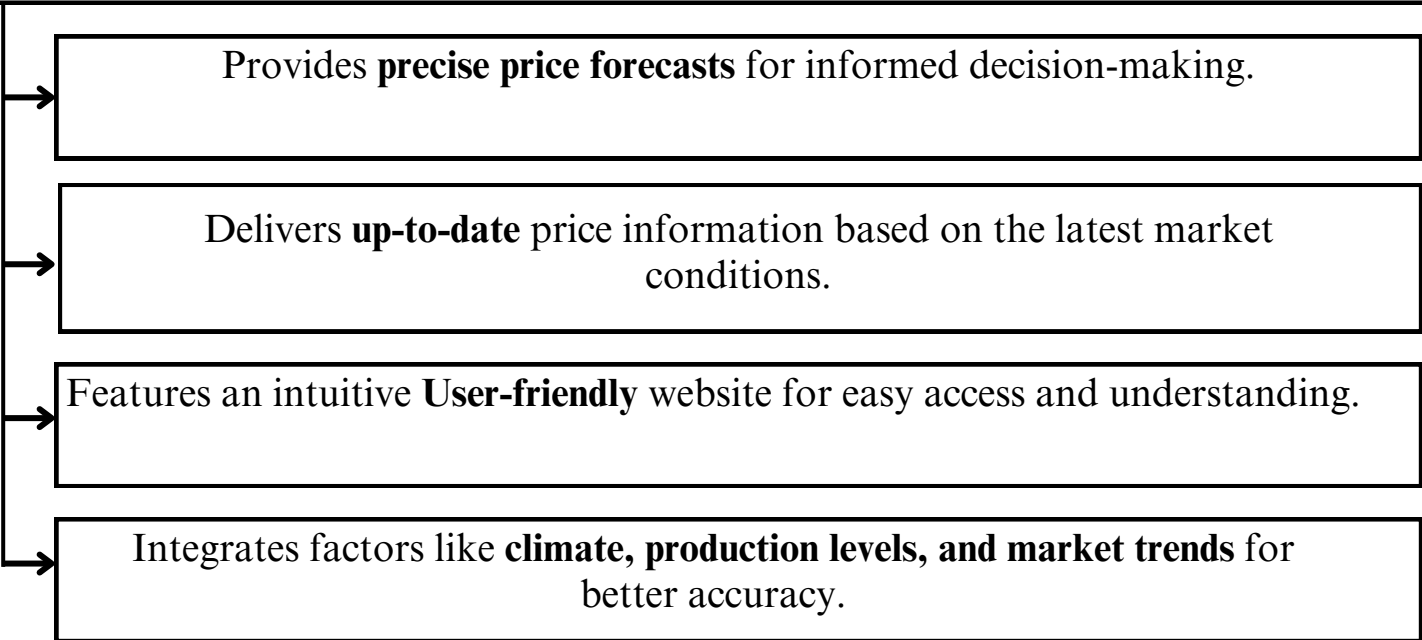 Provides precise price forecasts for informed decision-making.
Delivers up-to-date price information based on the latest market
conditions.
Features an intuitive User-friendly website for easy access and understanding.
Integrates factors like climate, production levels, and market trends for
better accuracy.